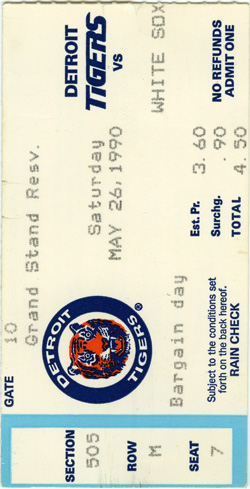 DETROIT
TIGERS
VS
WHITE SOX
NO REFUNDS
ADMIT ONE
Saturday
MAY 26, 1990
Est. Pr. 3.60
Surchg. .90
TOTAL 4.50
GATE 10
Grand Stand Resv.
DETROIT TIGERS ®
Bargain day
Subject to the conditions set
forth on the back hereof.
RAIN CHECK
SECTION 505
ROW M
SEAT 7